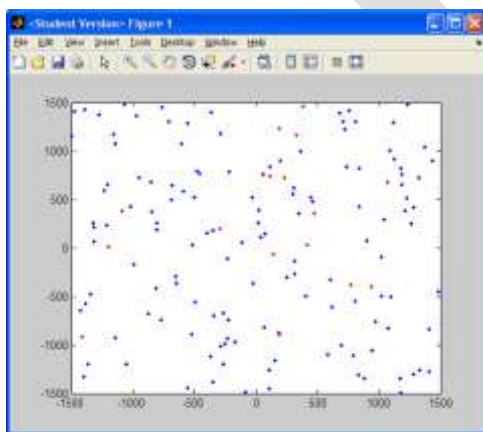 <Student Version> Figure 1
File Edit View Insert Tools Desktop Window Help
1500
1000
500
0
-500
-1000
-1500
-1500 -1000 -500 0 500 1000 1500